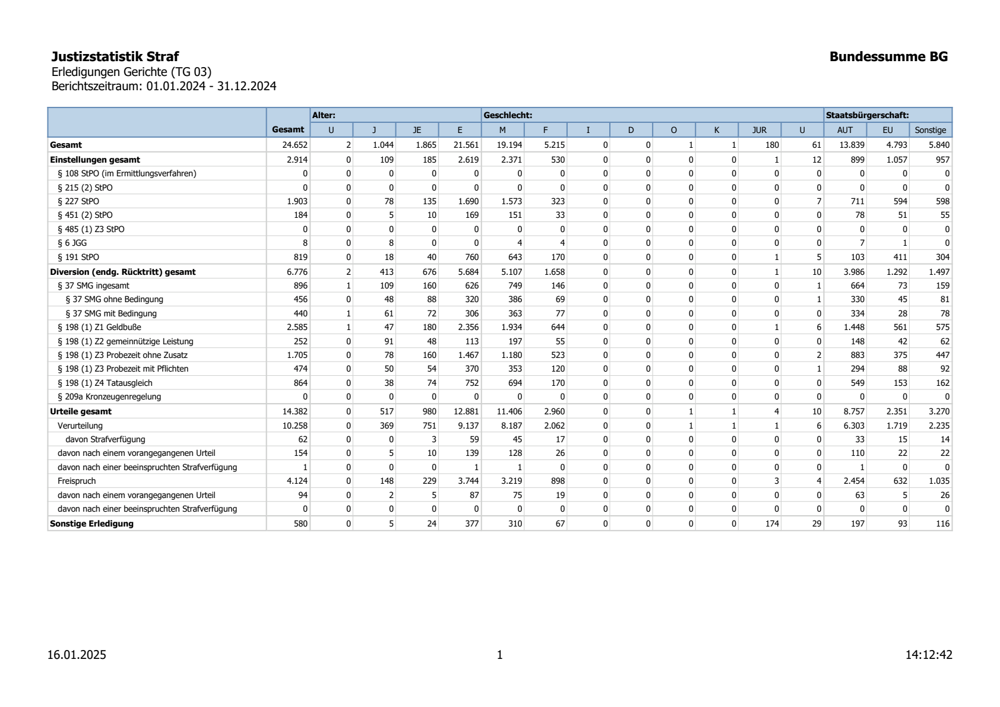 Justizstatistik Straf Bundessumme BG
Erledigungen Gerichte (TG 03)
Berichtszeitraum: 01.01.2024 - 31.12.2024
Alter: Geschlecht: Staatsbürgerschaft:
Gesamt U J JE E M F I D O K JUR U AUT EU Sonstige
Gesamt 24.652 2 1.044 1.865 21.561 19.194 5.215 0 0 1 1 180 61 13.839 4.793 5.840
Einstellungen gesamt 2.914 0 109 185 2.619 2.371 530 0 0 0 0 1 12 899 1.057 957
§ 108 StPO (im Ermittlungsverfahren) 0 0 0 0 0 0 0 0 0 0 0 0 0 0 0 0
§ 215 (2) StPO 0 0 0 0 0 0 0 0 0 0 0 0 0 0 0 0
§ 227 StPO 1.903 0 78 135 1.690 1.573 323 0 0 0 0 0 7 711 594 598
§ 451 (2) StPO 184 0 5 10 169 151 33 0 0 0 0 0 0 78 51 55
§ 485 (1) Z3 StPO 0 0 0 0 0 0 0 0 0 0 0 0 0 0 0 0
§ 6 JGG 8 0 8 0 0 4 4 0 0 0 0 0 0 7 1 0
§ 191 StPO 819 0 18 40 760 643 170 0 0 0 0 1 5 103 411 304
Diversion (endg. Rücktritt) gesamt 6.776 2 413 676 5.684 5.107 1.658 0 0 0 0 1 10 3.986 1.292 1.497
§ 37 SMG ingesamt 896 1 109 160 626 749 146 0 0 0 0 0 1 664 73 159
§ 37 SMG ohne Bedingung 456 0 48 88 320 386 69 0 0 0 0 0 1 330 45 81
§ 37 SMG mit Bedingung 440 1 61 72 306 363 77 0 0 0 0 0 0 334 28 78
§ 198 (1) Z1 Geldbuße 2.585 1 47 180 2.356 1.934 644 0 0 0 0 1 6 1.448 561 575
§ 198 (1) Z2 gemeinnützige Leistung 252 0 91 48 113 197 55 0 0 0 0 0 0 148 42 62
§ 198 (1) Z3 Probezeit ohne Zusatz 1.705 0 78 160 1.467 1.180 523 0 0 0 0 0 2 883 375 447
§ 198 (1) Z3 Probezeit mit Pflichten 474 0 50 54 370 353 120 0 0 0 0 0 1 294 88 92
§ 198 (1) Z4 Tatausgleich 864 0 38 74 752 694 170 0 0 0 0 0 0 549 153 162
§ 209a Kronzeugenregelung 0 0 0 0 0 0 0 0 0 0 0 0 0 0 0 0
Urteile gesamt 14.382 0 517 980 12.881 11.406 2.960 0 0 1 1 4 10 8.757 2.351 3.270
Verurteilung 10.258 0 369 751 9.137 8.187 2.062 0 0 1 1 1 6 6.303 1.719 2.235
davon Strafverfügung 62 0 0 3 59 45 17 0 0 0 0 0 0 33 15 14
davon nach einem vorangegangenen Urteil 154 0 5 10 139 128 26 0 0 0 0 0 0 110 22 22
davon nach einer beeinspruchten Strafverfügung 1 0 0 0 1 1 0 0 0 0 0 0 0 1 0 0
Freispruch 4.124 0 148 229 3.744 3.219 898 0 0 0 0 3 4 2.454 632 1.035
davon nach einem vorangegangenen Urteil 94 0 2 5 87 75 19 0 0 0 0 0 0 63 5 26
davon nach einer beeinspruchten Strafverfügung 0 0 0 0 0 0 0 0 0 0 0 0 0 0 0 0
Sonstige Erledigung 580 0 5 24 377 310 67 0 0 0 0 174 29 197 93 116
16.01.2025 1 14:12:42